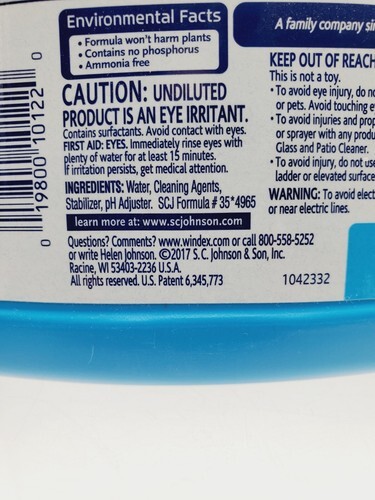 Environmental Facts
• Formula won't harm plants
• Contains no phosphorus
• Ammonia free
CAUTION: UNDILUTED
PRODUCT IS AN EYE IRRITANT.
Contains surfactants. Avoid contact with eyes.
FIRST AID: EYES. Immediately rinse eyes with
plenty of water for at least 15 minutes.
If irritation persists, get medical attention.
INGREDIENTS: Water, Cleaning Agents,
Stabilizer, pH Adjuster. SCJ Formula # 35*4965
learn more at: www.scjohnson.com
Questions? Comments? www.windex.com or call 800-558-5252
or write Helen Johnson. ©2017 S. C. Johnson & Son, Inc.
Racine, WI 53403-2236 U.S.A.
All rights reserved. U.S. Patent 6,345,773
1042332
0 19800 10122 0
A family company
KEEP OUT OF REACH
This is not a toy.
• To avoid eye injury, do
or pets. Avoid touching
• To avoid injuries and
or sprayer with any
Glass and Patio Cleaner.
• To avoid injury, do not use
ladder or elevated
WARNING: To avoid
or near electric lines.